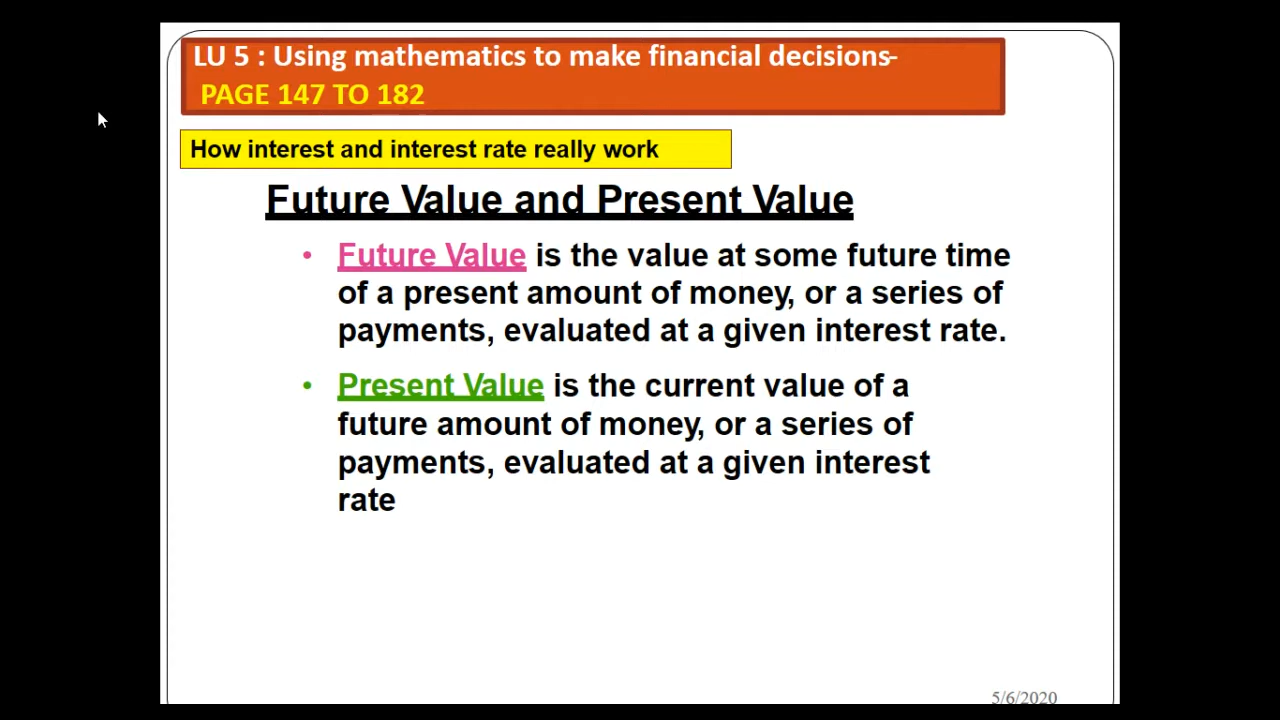 LU 5 : Using mathematics to make financial decisions-
PAGE 147 TO 182
How interest and interest rate really work
Future Value and Present Value
• Future Value is the value at some future time
of a present amount of money, or a series of
payments, evaluated at a given interest rate.
• Present Value is the current value of a
future amount of money, or a series of
payments, evaluated at a given interest
rate
5/6/2020